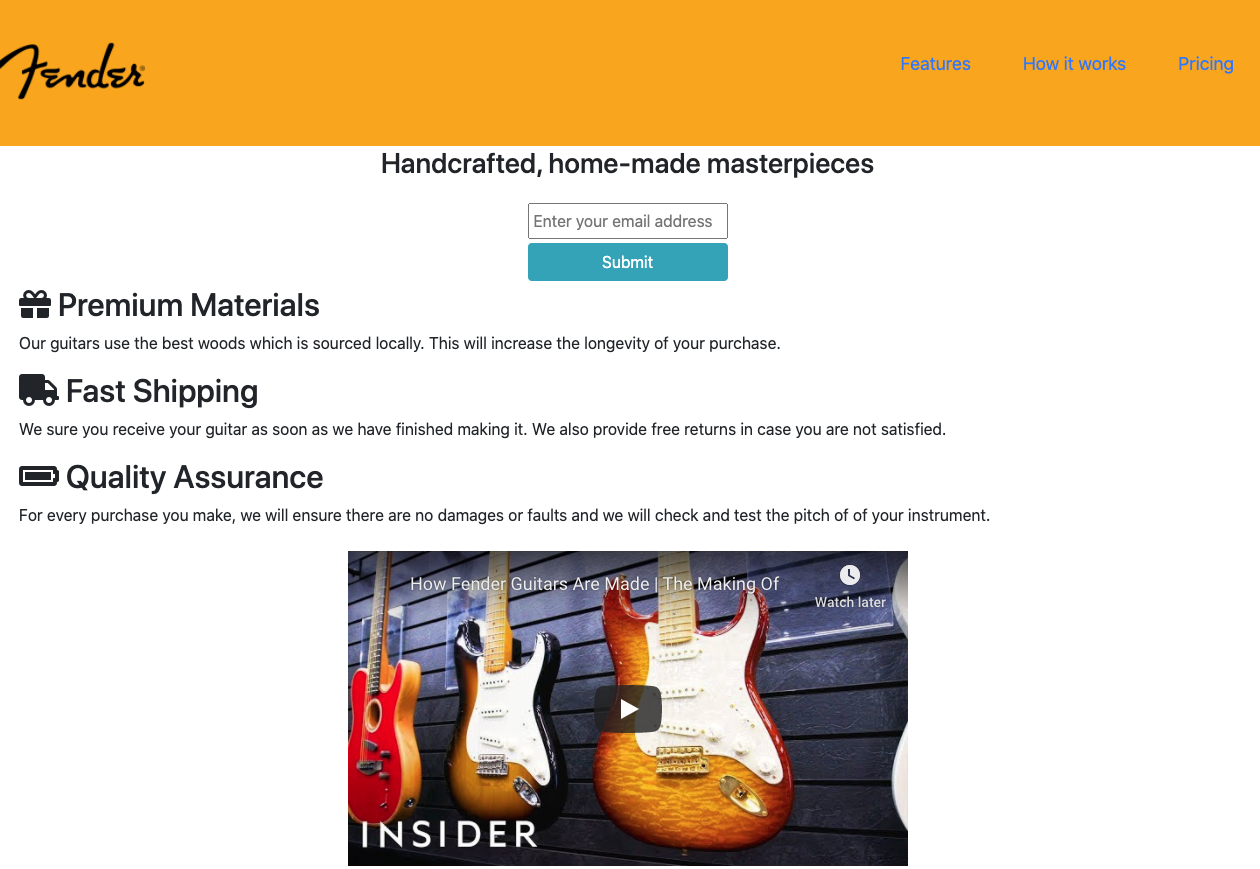 Fender®
Features How it works Pricing
Handcrafted, home-made masterpieces
Enter your email address
Submit
Premium Materials
Our guitars use the best woods which is sourced locally. This will increase the longevity of your purchase.
Fast Shipping
We sure you receive your guitar as soon as we have finished making it. We also provide free returns in case you are not satisfied.
Quality Assurance
For every purchase you make, we will ensure there are no damages or faults and we will check and test the pitch of of your instrument.
How Fender Guitars Are Made | The Making Of
Watch later
INSIDER